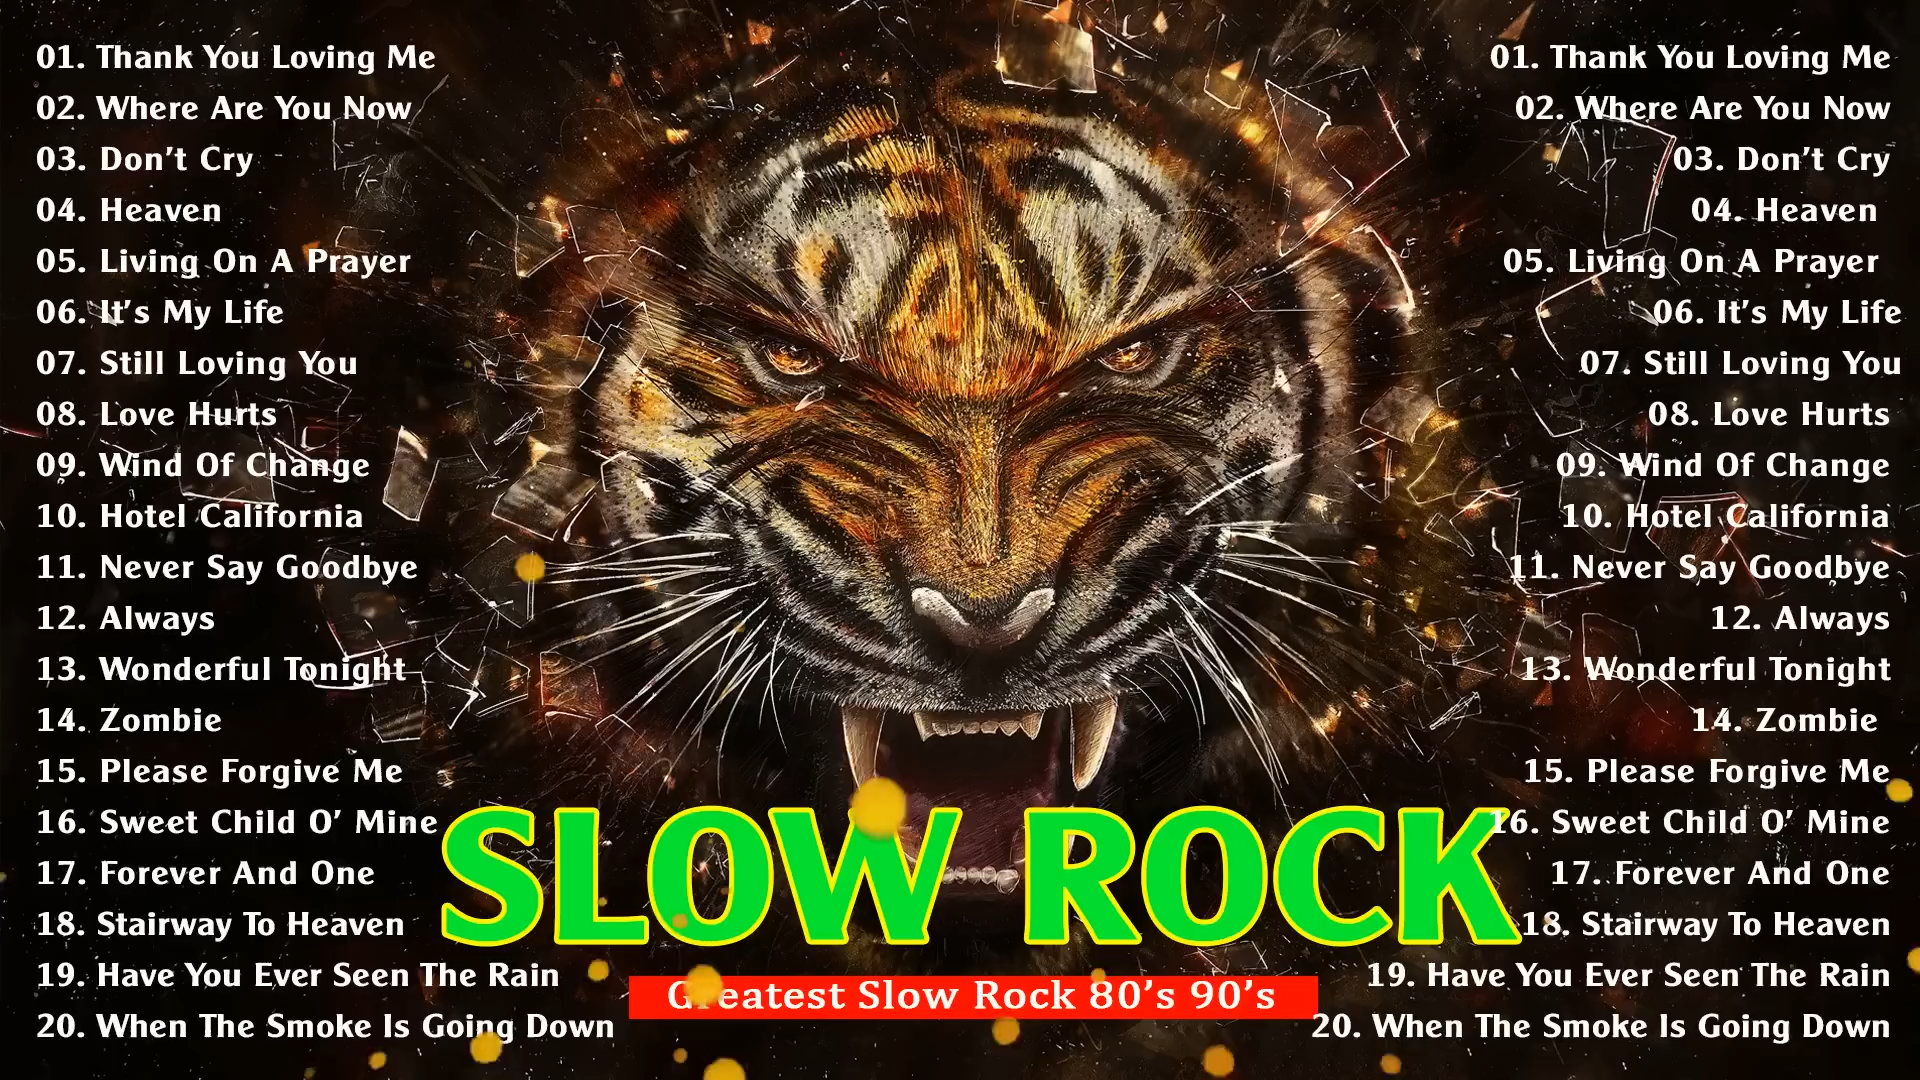 01. Thank You Loving Me
02. Where Are You Now
03. Don’t Cry
04. Heaven
05. Living On A Prayer
06. It’s My Life
07. Still Loving You
08. Love Hurts
09. Wind Of Change
10. Hotel California
11. Never Say Goodbye
12. Always
13. Wonderful Tonight
14. Zombie
15. Please Forgive Me
16. Sweet Child O’ Mine
17. Forever And One
18. Stairway To Heaven
19. Have You Ever Seen The Rain
20. When The Smoke Is Going Down
SLOW ROCK
Greatest Slow Rock 80’s 90’s
01. Thank You Loving Me
02. Where Are You Now
03. Don’t Cry
04. Heaven
05. Living On A Prayer
06. It’s My Life
07. Still Loving You
08. Love Hurts
09. Wind Of Change
10. Hotel California
11. Never Say Goodbye
12. Always
13. Wonderful Tonight
14. Zombie
15. Please Forgive Me
16. Sweet Child O’ Mine
17. Forever And One
18. Stairway To Heaven
19. Have You Ever Seen The Rain
20. When The Smoke Is Going Down